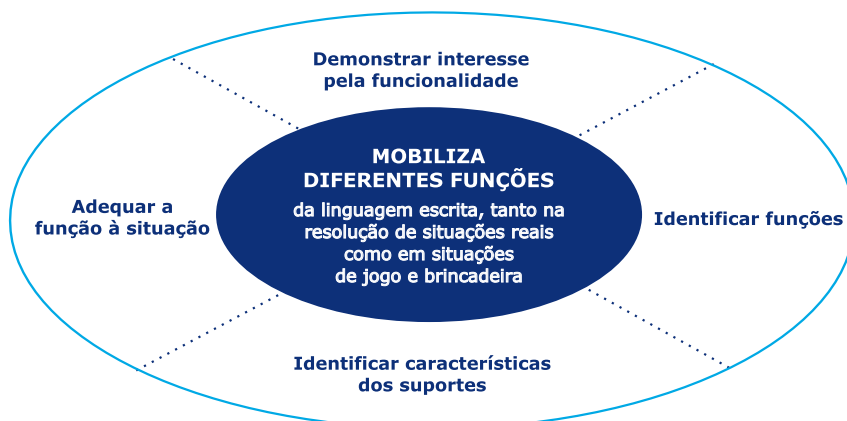 Demonstrar interesse
pela funcionalidade
MOBILIZA
DIFERENTES FUNÇÕES
da linguagem escrita, tanto na
resolução de situações reais
como em situações
de jogo e brincadeira
Adequar a
função à situação
Identificar funções
Identificar características
dos suportes